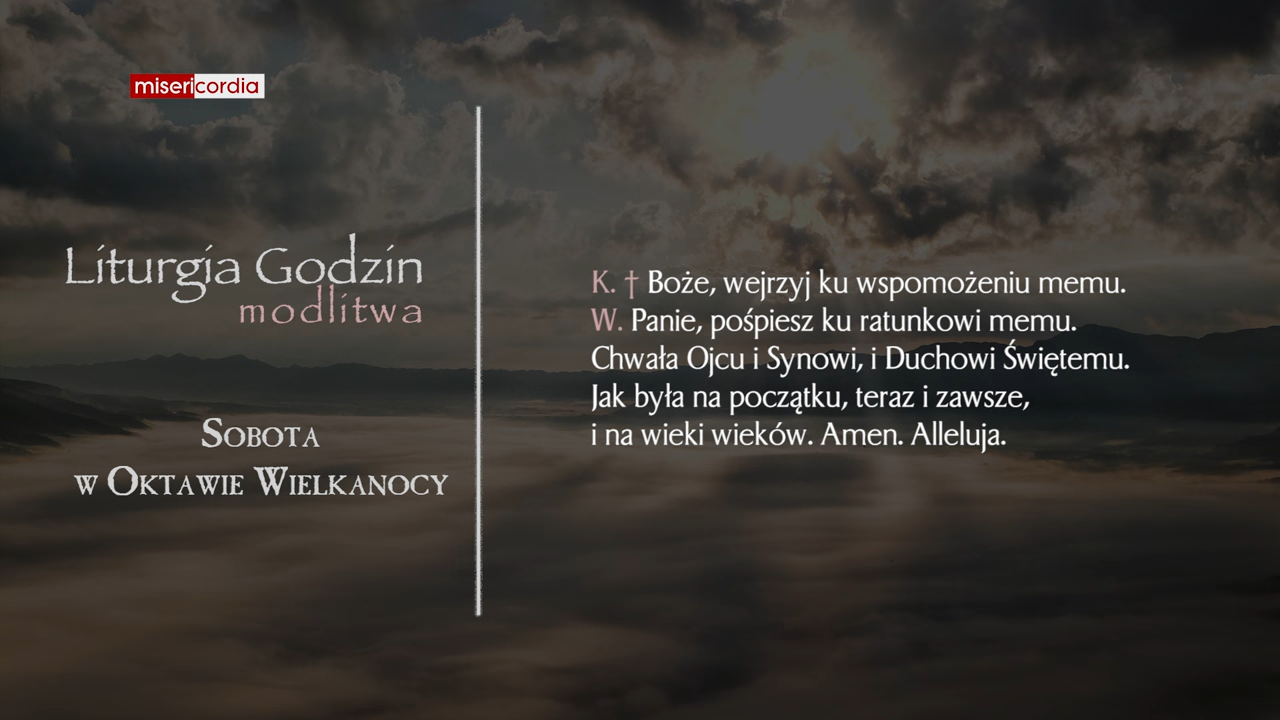 misericordia
Liturgia Godzin
modlitwa
Sobota
w Oktawie Wielkanocy
K. † Boże, wejrzyj ku wspomożeniu memu.
W. Panie, pośpiesz ku ratunkowi memu.
Chwała Ojcu i Synowi, i Duchowi Świętemu.
Jak była na początku, teraz i zawsze,
i na wieki wieków. Amen. Alleluja.